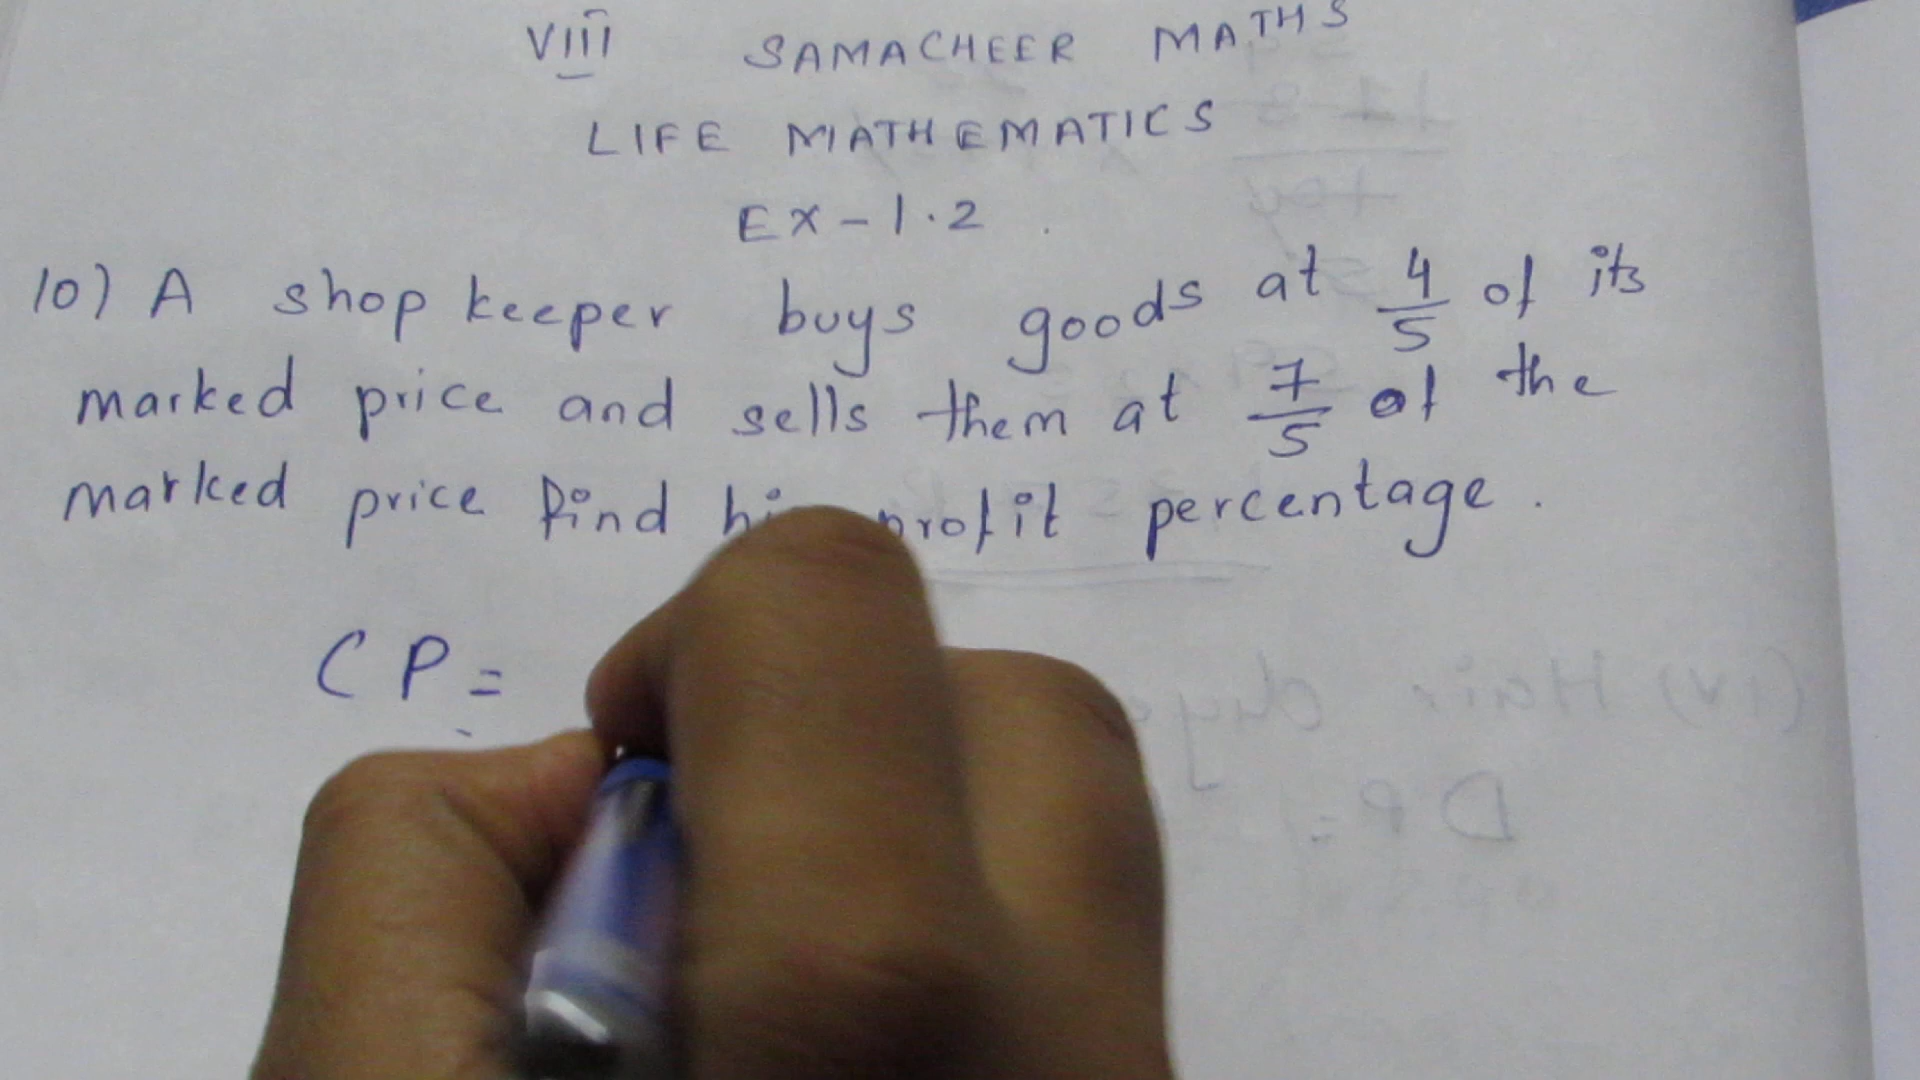 VIII SAMACHEER MATHS
LIFE MATHEMATICS
EX-1.2
10) A shop keeper buys goods at 4/5 of its
marked price and sells them at 7/5 of the
marked price find profit percentage.
CP=